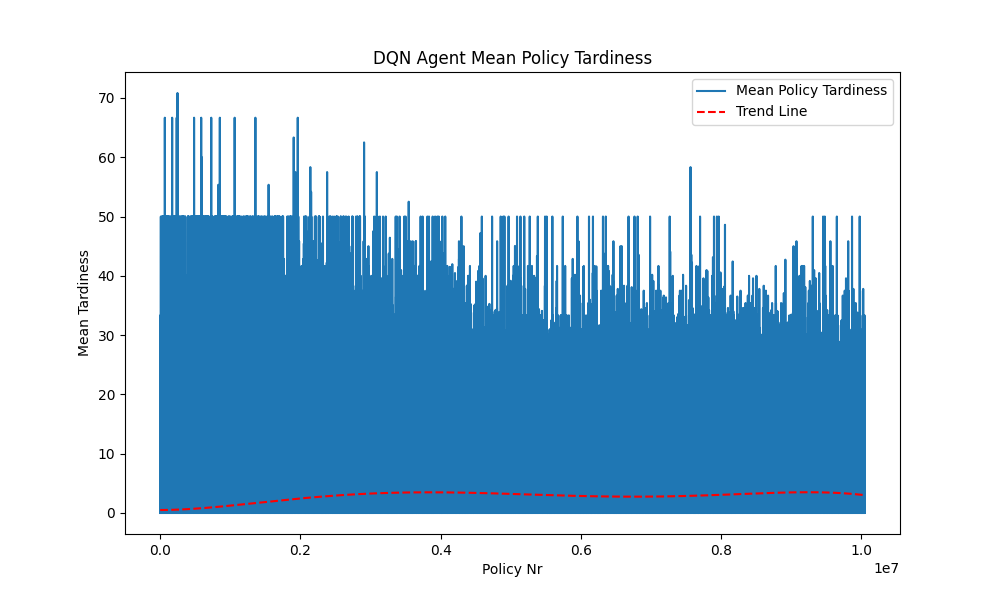 DQN Agent Mean Policy Tardiness
Mean Policy Tardiness
Trend Line
70
60
50
40
30
20
10
0
Mean Tardiness
0.0 0.2 0.4 0.6 0.8 1.0
1e7
Policy Nr